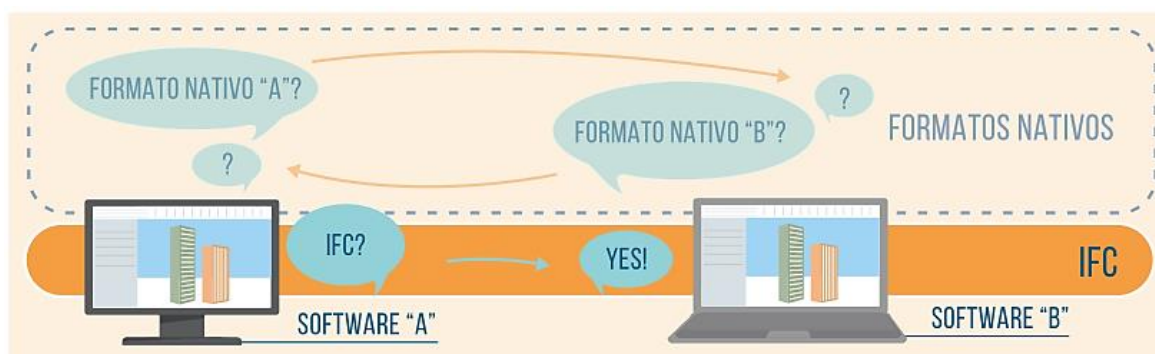 FORMATO NATIVO "A"?
?
FORMATO NATIVO "B"?
?
FORMATOS NATIVOS
IFC?
YES!
IFC
SOFTWARE "A"
SOFTWARE "B"